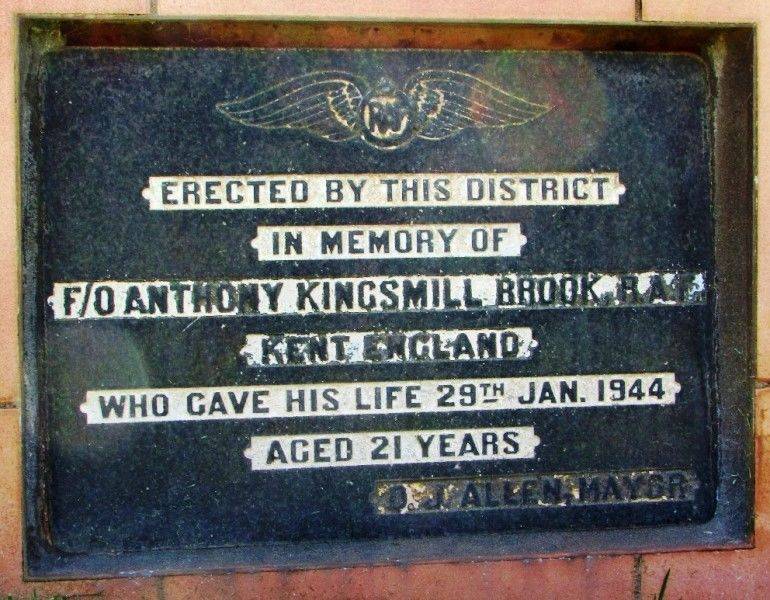 ERECTED BY THIS DISTRICT
IN MEMORY OF
F/O ANTHONY KINGSMILL BROOK, R.A.F.
KENT ENGLAND
WHO GAVE HIS LIFE 29TH JAN. 1944
AGED 21 YEARS
D. J. ALLEN, MAYOR